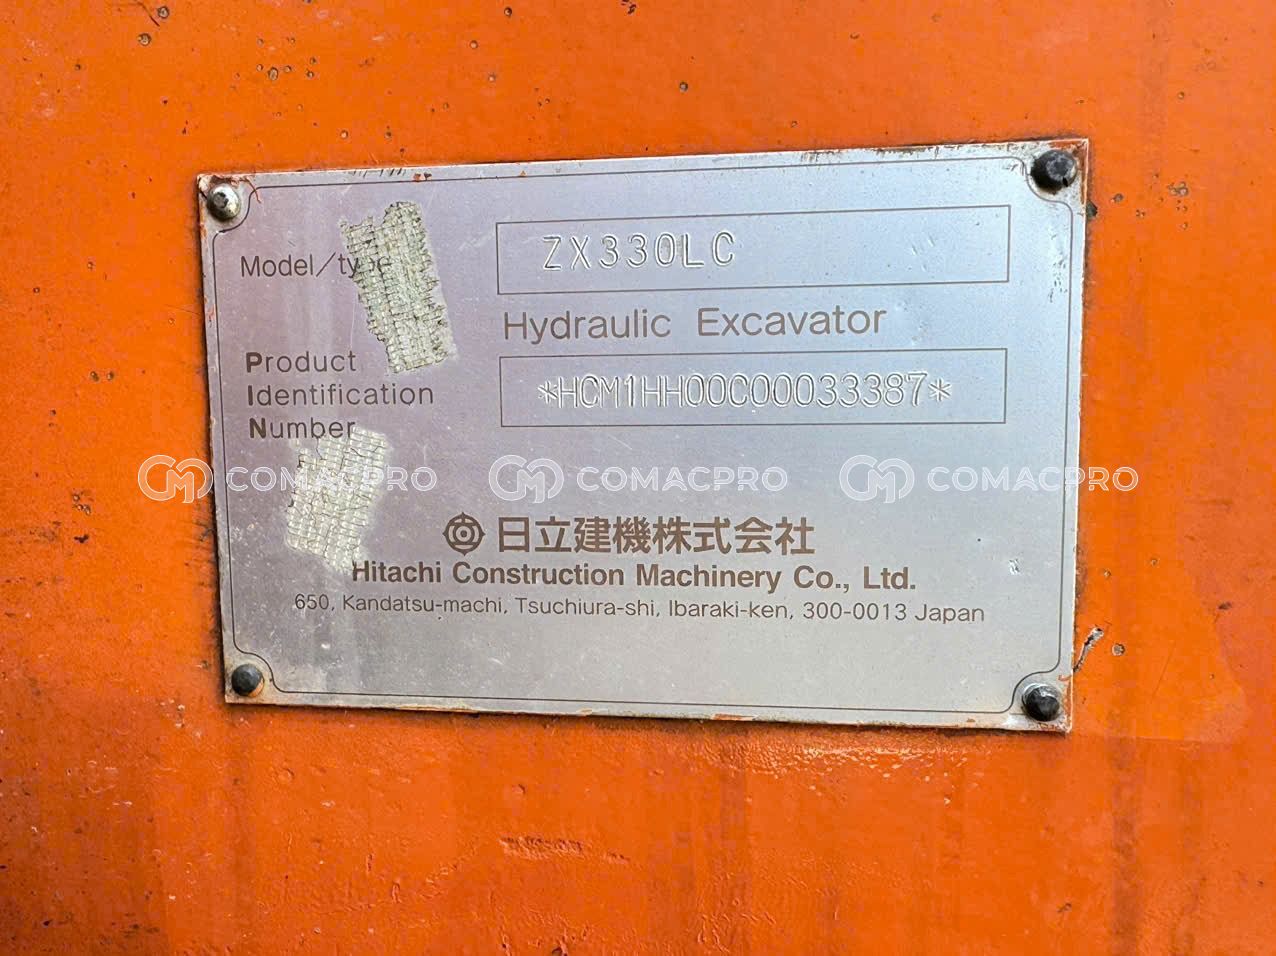 Model/type
ZX330LC
Hydraulic Excavator
Product
Identification
Number
*HCM1HH00C00033387*
COMACPRO COMACPRO COMACPRO
日立建機株式会社
Hitachi Construction Machinery Co., Ltd.
650, Kandatsu-machi, Tsuchiura-shi, Ibaraki-ken, 300-0013 Japan